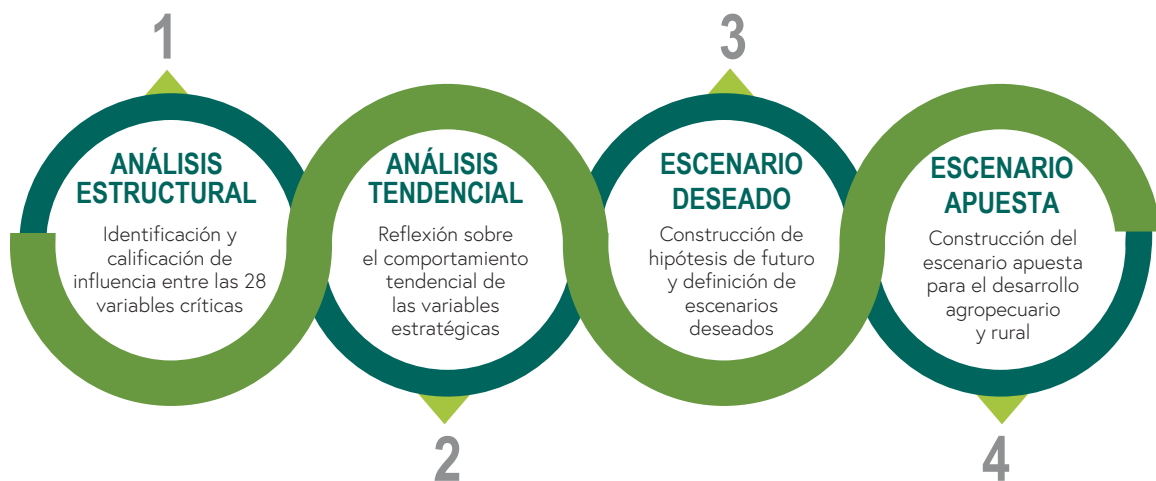 1
ANÁLISIS
ESTRUCTURAL
Identificación y
calificación de
influencia entre las 28
variables críticas
2
ANÁLISIS
TENDENCIAL
Reflexión sobre
el comportamiento
tendencial de
las variables
estratégicas
3
ESCENARIO
DESEADO
Construcción de
hipótesis de futuro
y definición de
escenarios
deseados
4
ESCENARIO
APUESTA
Construcción del
escenario apuesta
para el desarrollo
agropecuario
y rural